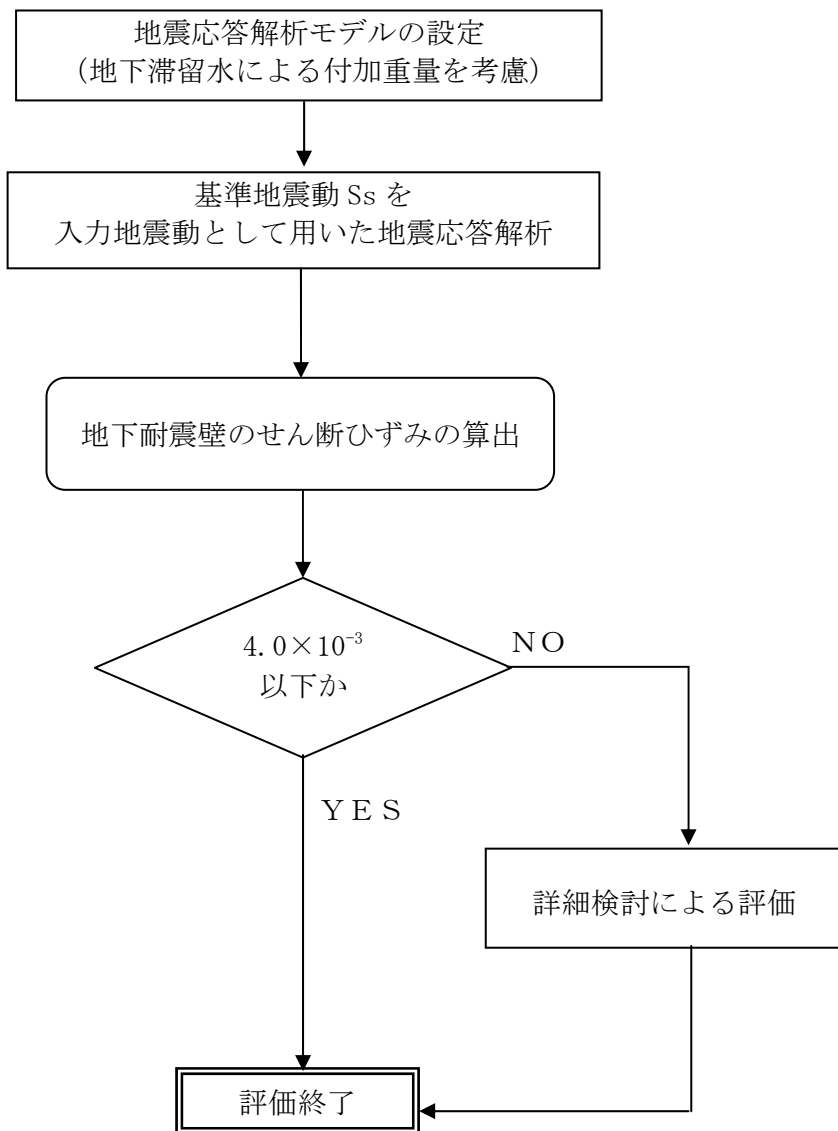 地震応答解析モデルの設定
（地下滞留水による付加重量を考慮）
基準地震動 Ss を
入力地震動として用いた地震応答解析
地下耐震壁のせん断ひずみの算出
4.0×10⁻³
以下か
ＮＯ
ＹＥＳ
詳細検討による評価
評価終了